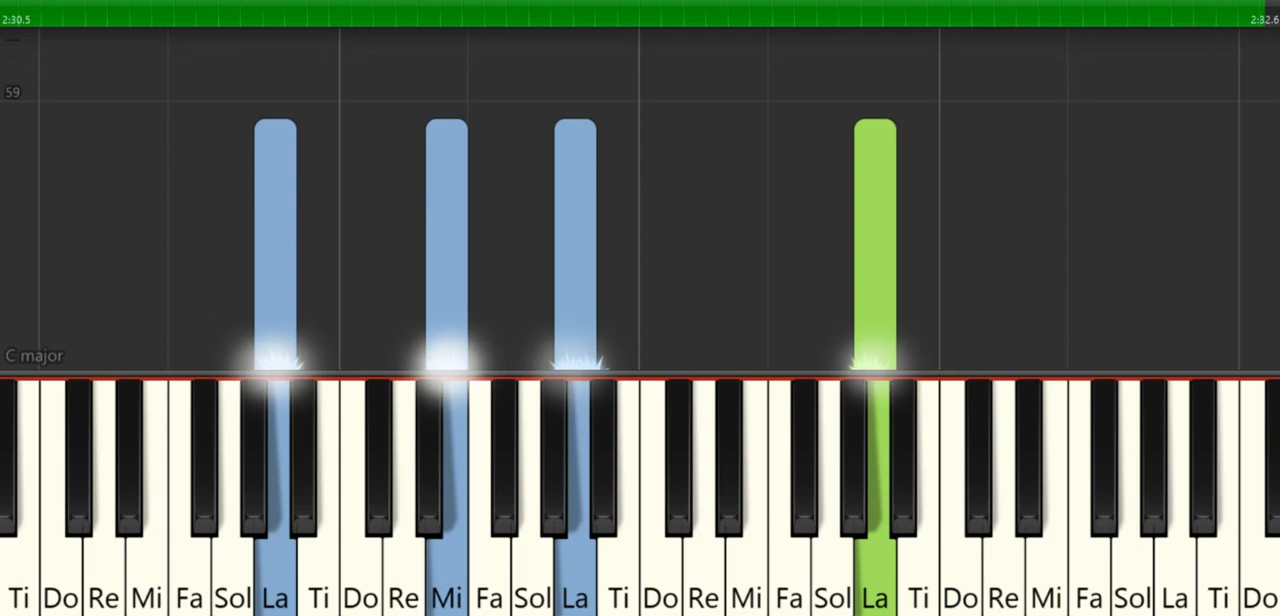 2:30.5 2:32.6
59
C major
Ti Do Re Mi Fa Sol La Ti Do Re Mi Fa Sol La Ti Do Re Mi Fa Sol La Ti Do Re Mi Fa Sol La Ti Do